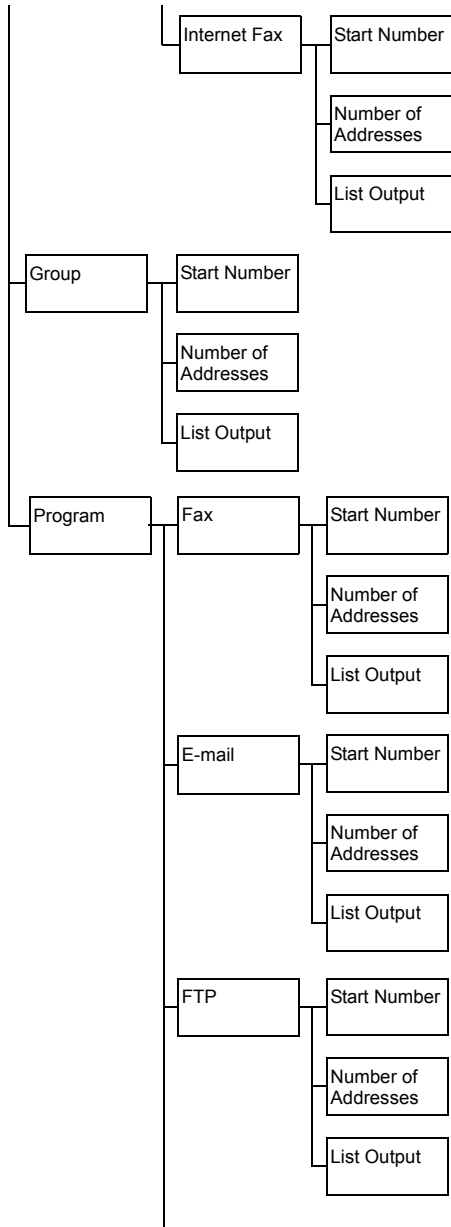 Internet Fax
Start Number
Number of
Addresses
List Output
Group
Start Number
Number of
Addresses
List Output
Program
Fax
Start Number
Number of
Addresses
List Output
E-mail
Start Number
Number of
Addresses
List Output
FTP
Start Number
Number of
Addresses
List Output